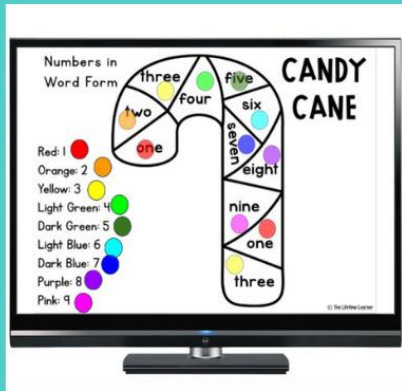 Numbers in
Word Form
CANDY
CANE
three
four
five
two
six
one
seven
eight
nine
one
three
Red: 1
Orange: 2
Yellow: 3
Light Green: 4
Dark Green: 5
Light Blue: 6
Dark Blue: 7
Purple: 8
Pink: 9
© The Lifetime Learner